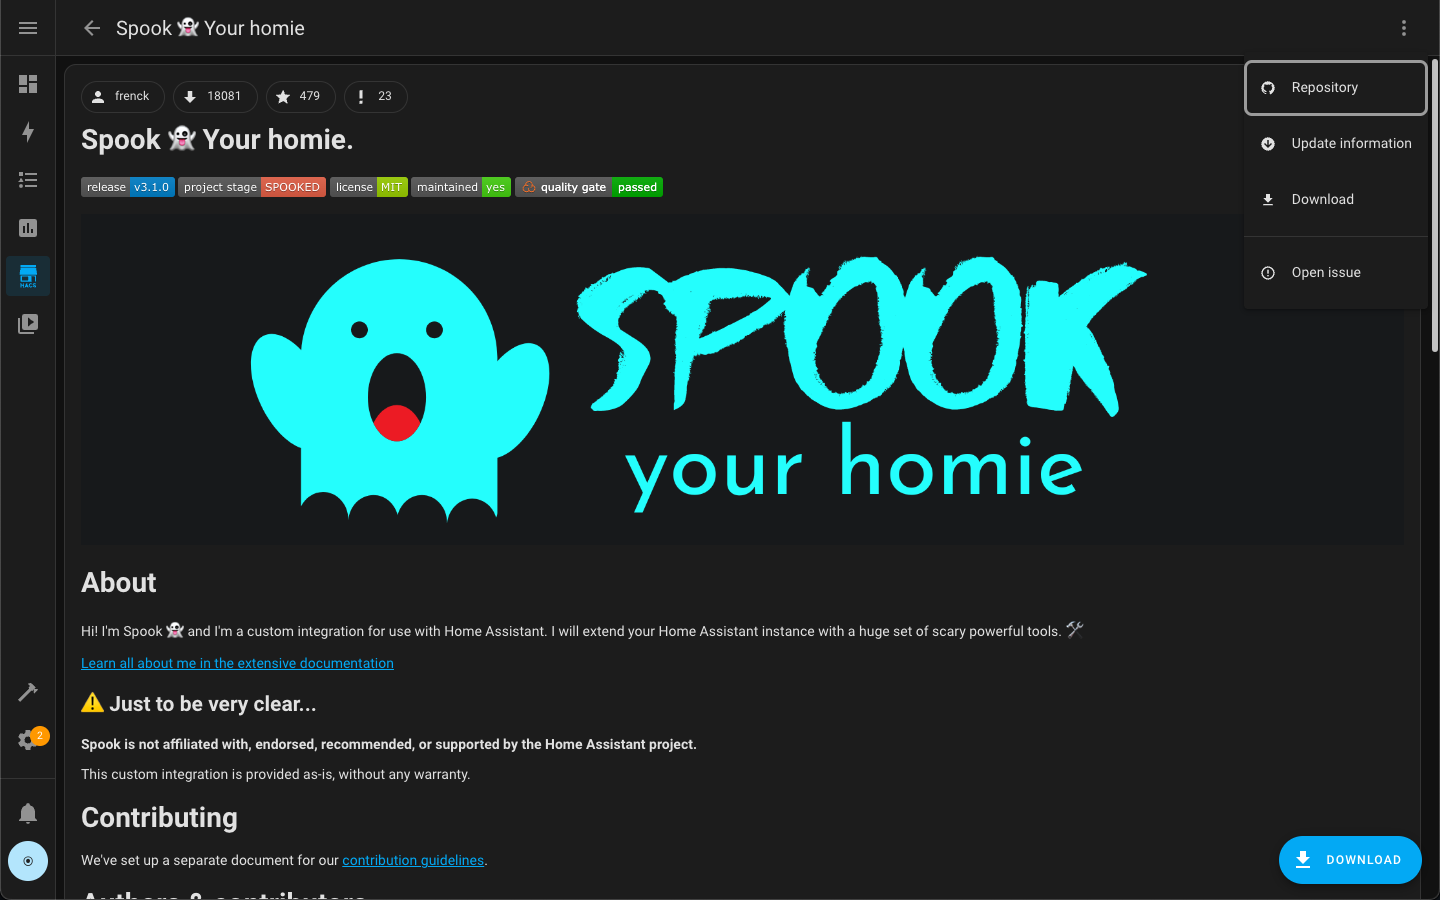 Spook 👻 Your homie
frenck
18081
479
23
Repository
Update information
Download
Open issue
Spook 👻 Your homie.
release v3.1.0 project stage SPOOKED license MIT maintained yes quality gate passed
SPOOK
your homie
About
Hi! I'm Spook 👻 and I'm a custom integration for use with Home Assistant. I will extend your Home Assistant instance with a huge set of scary powerful tools. 🛠
Learn all about me in the extensive documentation
⚠️ Just to be very clear...
Spook is not affiliated with, endorsed, recommended, or supported by the Home Assistant project.
This custom integration is provided as-is, without any warranty.
Contributing
We've set up a separate document for our contribution guidelines.
Authors & contributors
HACS
2
DOWNLOAD